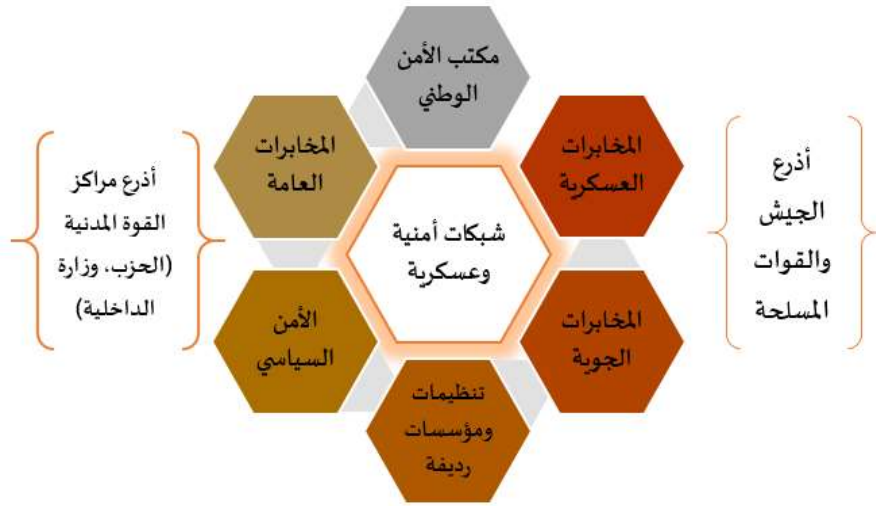 مكتب الأمن
الوطني
المخابرات
العسكرية
المخابرات
الجوية
تنظيمات
ومؤسسات
رديفة
الأمن
السياسي
المخابرات
العامة
شبكات أمنية
وعسكرية
أذرع
الجيش
والقوات
المسلحة
أذرع مراكز
القوة المدنية
(الحزب، وزارة
الداخلية)